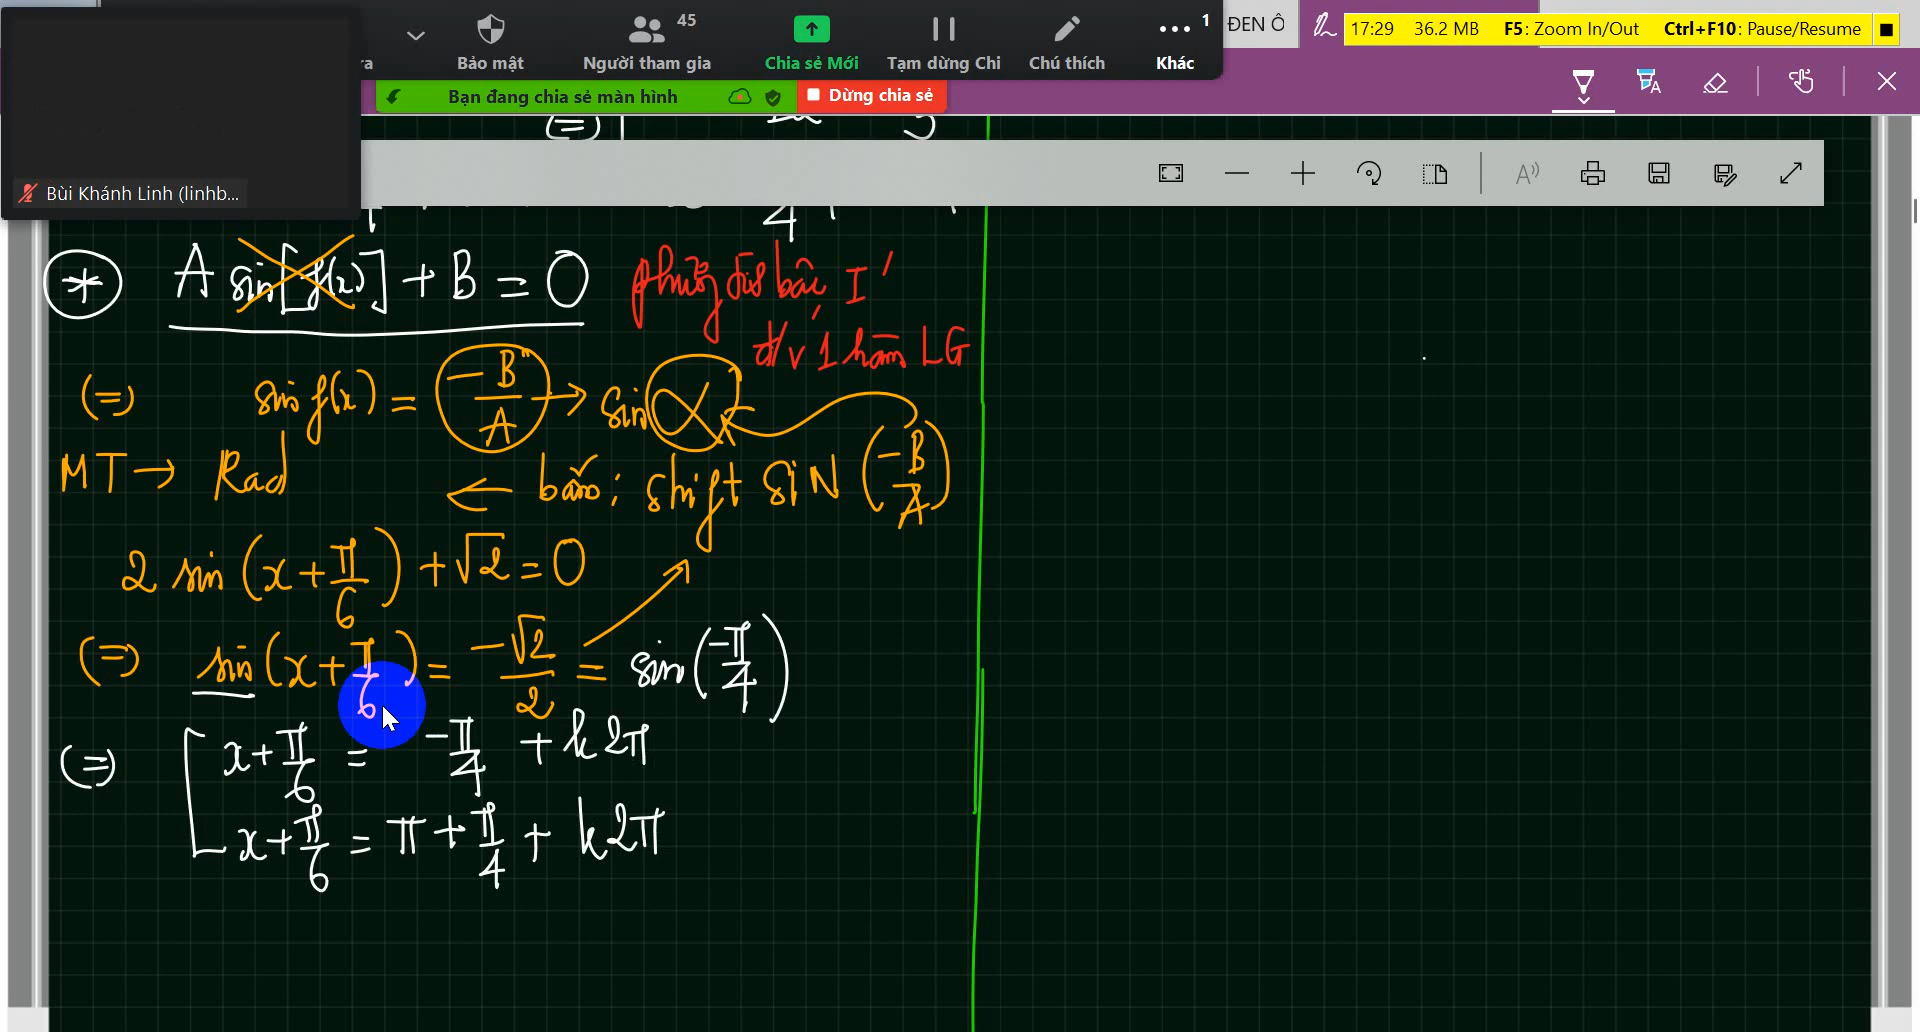 45
1
ĐEN Ô
17:29 36.2 MB F5: Zoom In/Out Ctrl+F10: Pause/Resume
ra Bảo mật Người tham gia Chia sẻ Mới Tạm dừng Chi Chú thích Khác
Bạn đang chia sẻ màn hình Dừng chia sẻ
Bùi Khánh Linh (linhb...
* A sin[f(x)] + B = 0 bậc I
đ/v 1 hàm LG
(=) sin f(x) = -B/A → sin α
MT → Rad ← bấm: shift SIN (-B/A)
2 sin (x + π/6) + √2 = 0
(=) sin (x + π/6) = -√2/2 = sin (-π/4)
(=) [ x + π/6 = -π/4 + k2π
x + π/6 = π + π/4 + k2π